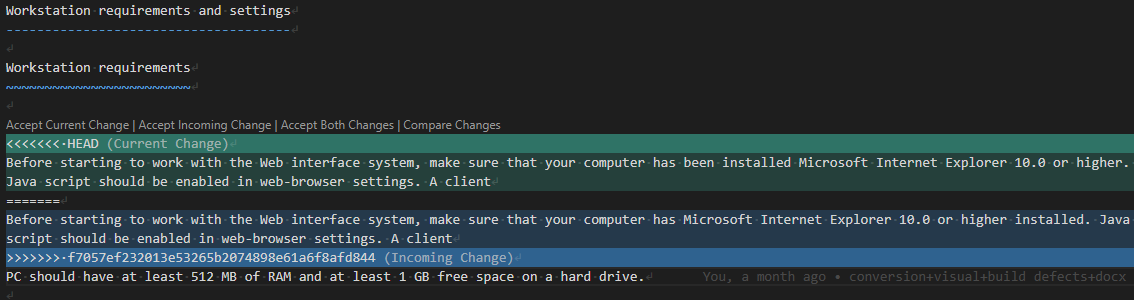 Workstation requirements and settings
-------------------------------------
Workstation requirements
~~~~~~~~~~~~~~~~~~~~~~~~
Accept Current Change | Accept Incoming Change | Accept Both Changes | Compare Changes
<<<<<<< HEAD (Current Change)
Before starting to work with the Web interface system, make sure that your computer has been installed Microsoft Internet Explorer 10.0 or higher.
Java script should be enabled in web-browser settings. A client
=======
Before starting to work with the Web interface system, make sure that your computer has Microsoft Internet Explorer 10.0 or higher installed. Java
script should be enabled in web-browser settings. A client
>>>>>>> f7057ef232013e53265b2074898e61a6f8afd844 (Incoming Change)
PC should have at least 512 MB of RAM and at least 1 GB free space on a hard drive. You, a month ago • conversion+visual+build defects+docx